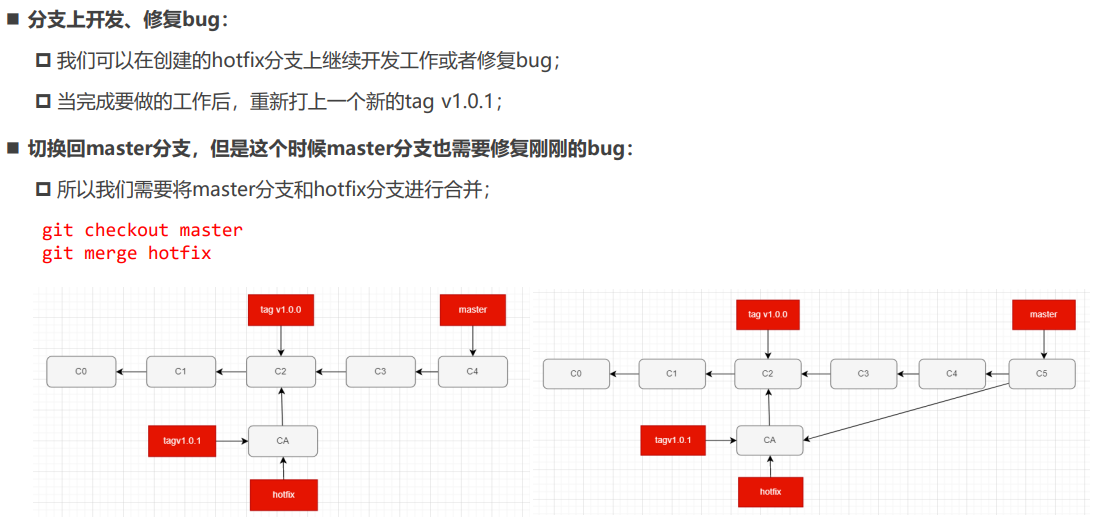 分支上开发、修复bug：
我们可以在创建的hotfix分支上继续开发工作或者修复bug；
当完成要做的工作后，重新打上一个新的tag v1.0.1；
切换回master分支，但是这个时候master分支也需要修复刚刚的bug：
所以我们需要将master分支和hotfix分支进行合并；
git checkout master
git merge hotfix
tag v1.0.0
master
C0
C1
C2
C3
C4
tagv1.0.1
CA
hotfix
tag v1.0.0
master
C0
C1
C2
C3
C4
C5
tagv1.0.1
CA
hotfix